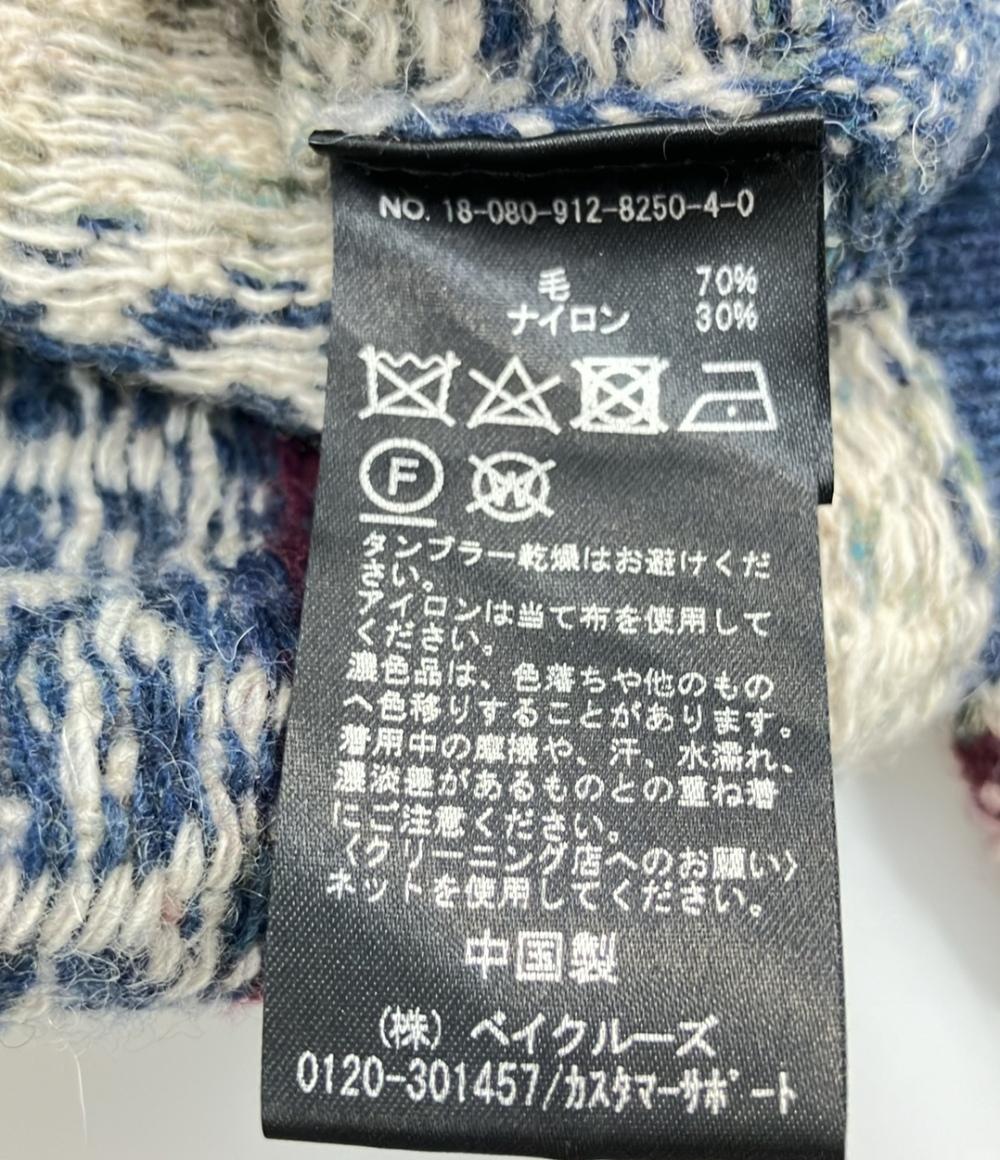 NO. 18-080-912-8250-4-0
毛 70%
ナイロン 30%
F W
タンブラー乾燥はお避けくだ
さい。
アイロンは当て布を使用して
ください。
濃色品は、色落ちや他のもの
へ色移りすることがあります。
着用中の摩擦や、汗、水濡れ、
濃淡差があるものとの重ね着
にご注意ください。
〈クリーニング店へのお願い〉
ネットを使用してください。
中国製
(株) ベイクルーズ
0120-301457/カスタマーサポート